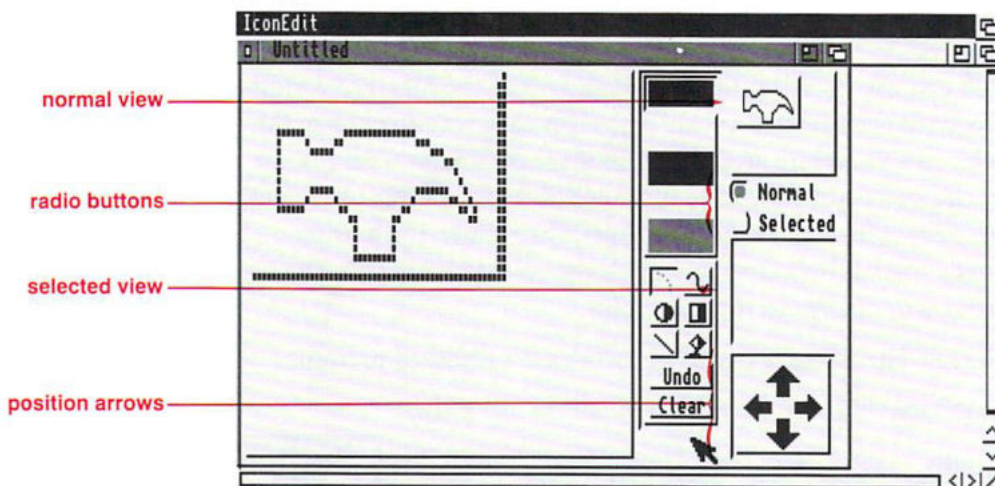 IconEdit
Untitled
normal view
radio buttons
Normal
Selected
selected view
Undo
position arrows
Clear